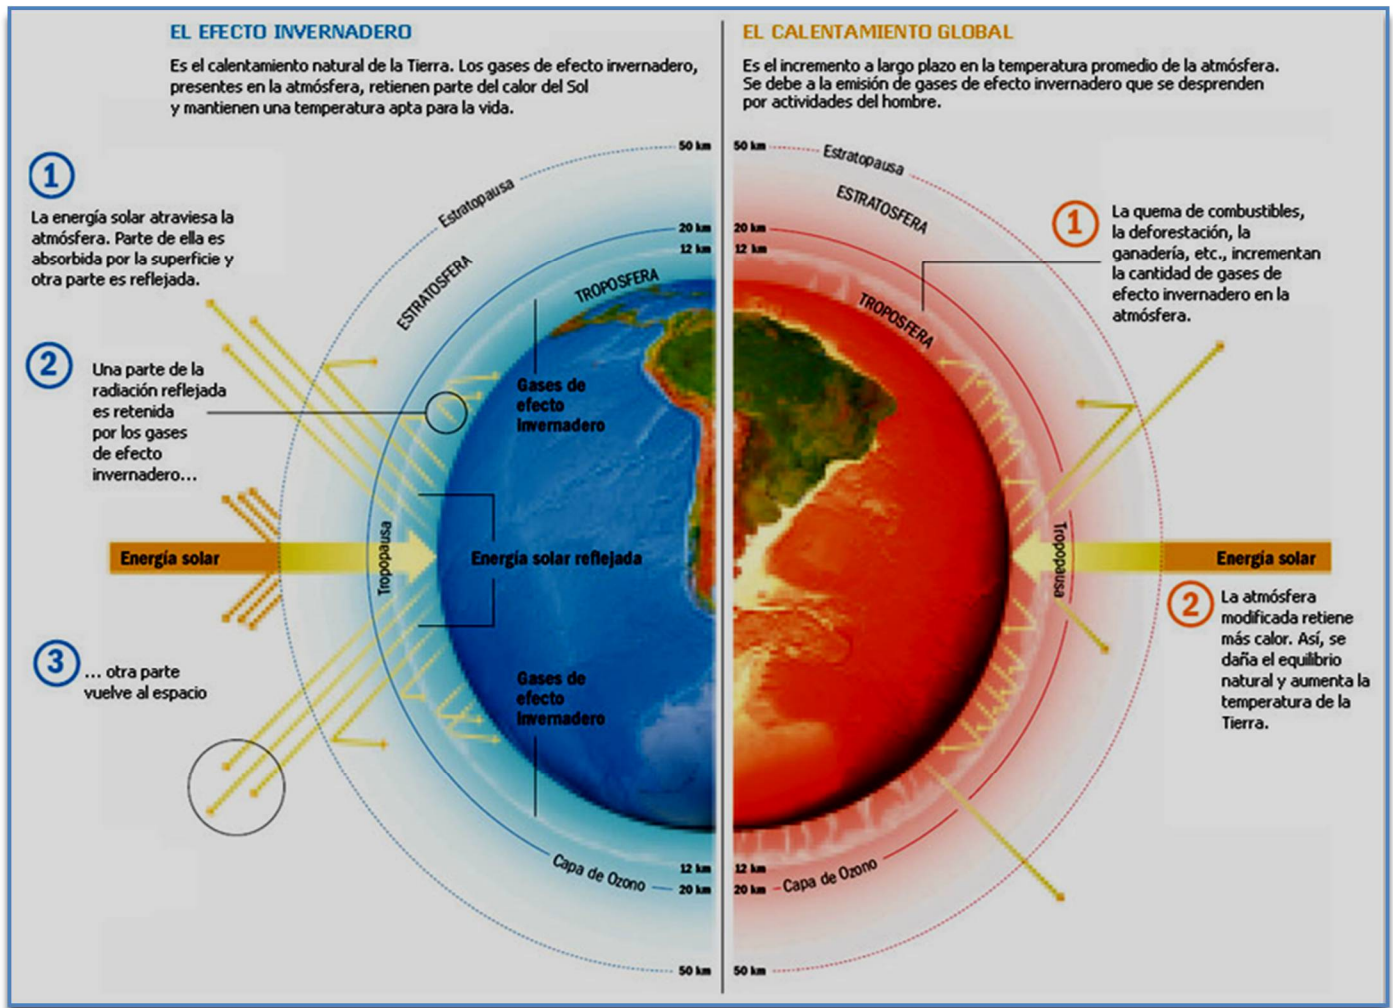 EL EFECTO INVERNADERO
Es el calentamiento natural de la Tierra. Los gases de efecto invernadero,
presentes en la atmósfera, retienen parte del calor del Sol
y mantienen una temperatura apta para la vida.
1
La energía solar atraviesa la
atmósfera. Parte de ella es
absorbida por la superficie y
otra parte es reflejada.
2
Una parte de la
radiación reflejada
es retenida
por los gases
de efecto
invernadero...
Energía solar
3
... otra parte
vuelve al espacio
50 km
Estratopausa
20 km
12 km
ESTRATOSFERA
TROPOSFERA
Gases de
efecto
invernadero
Tropopausa
Energía solar reflejada
Gases de
efecto
invernadero
Capa de Ozono
12 km
20 km
50 km
EL CALENTAMIENTO GLOBAL
Es el incremento a largo plazo en la temperatura promedio de la atmósfera.
Se debe a la emisión de gases de efecto invernadero que se desprenden
por actividades del hombre.
50 km
Estratopausa
ESTRATOSFERA
20 km
12 km
TROPOSFERA
1
La quema de combustibles,
la deforestación, la
ganadería, etc., incrementan
la cantidad de gases de
efecto invernadero en la
atmósfera.
Tropopausa
Energía solar
2
La atmósfera
modificada retiene
más calor. Así, se
daña el equilibrio
natural y aumenta la
temperatura de la
Tierra.
12 km
20 km
Capa de Ozono
50 km